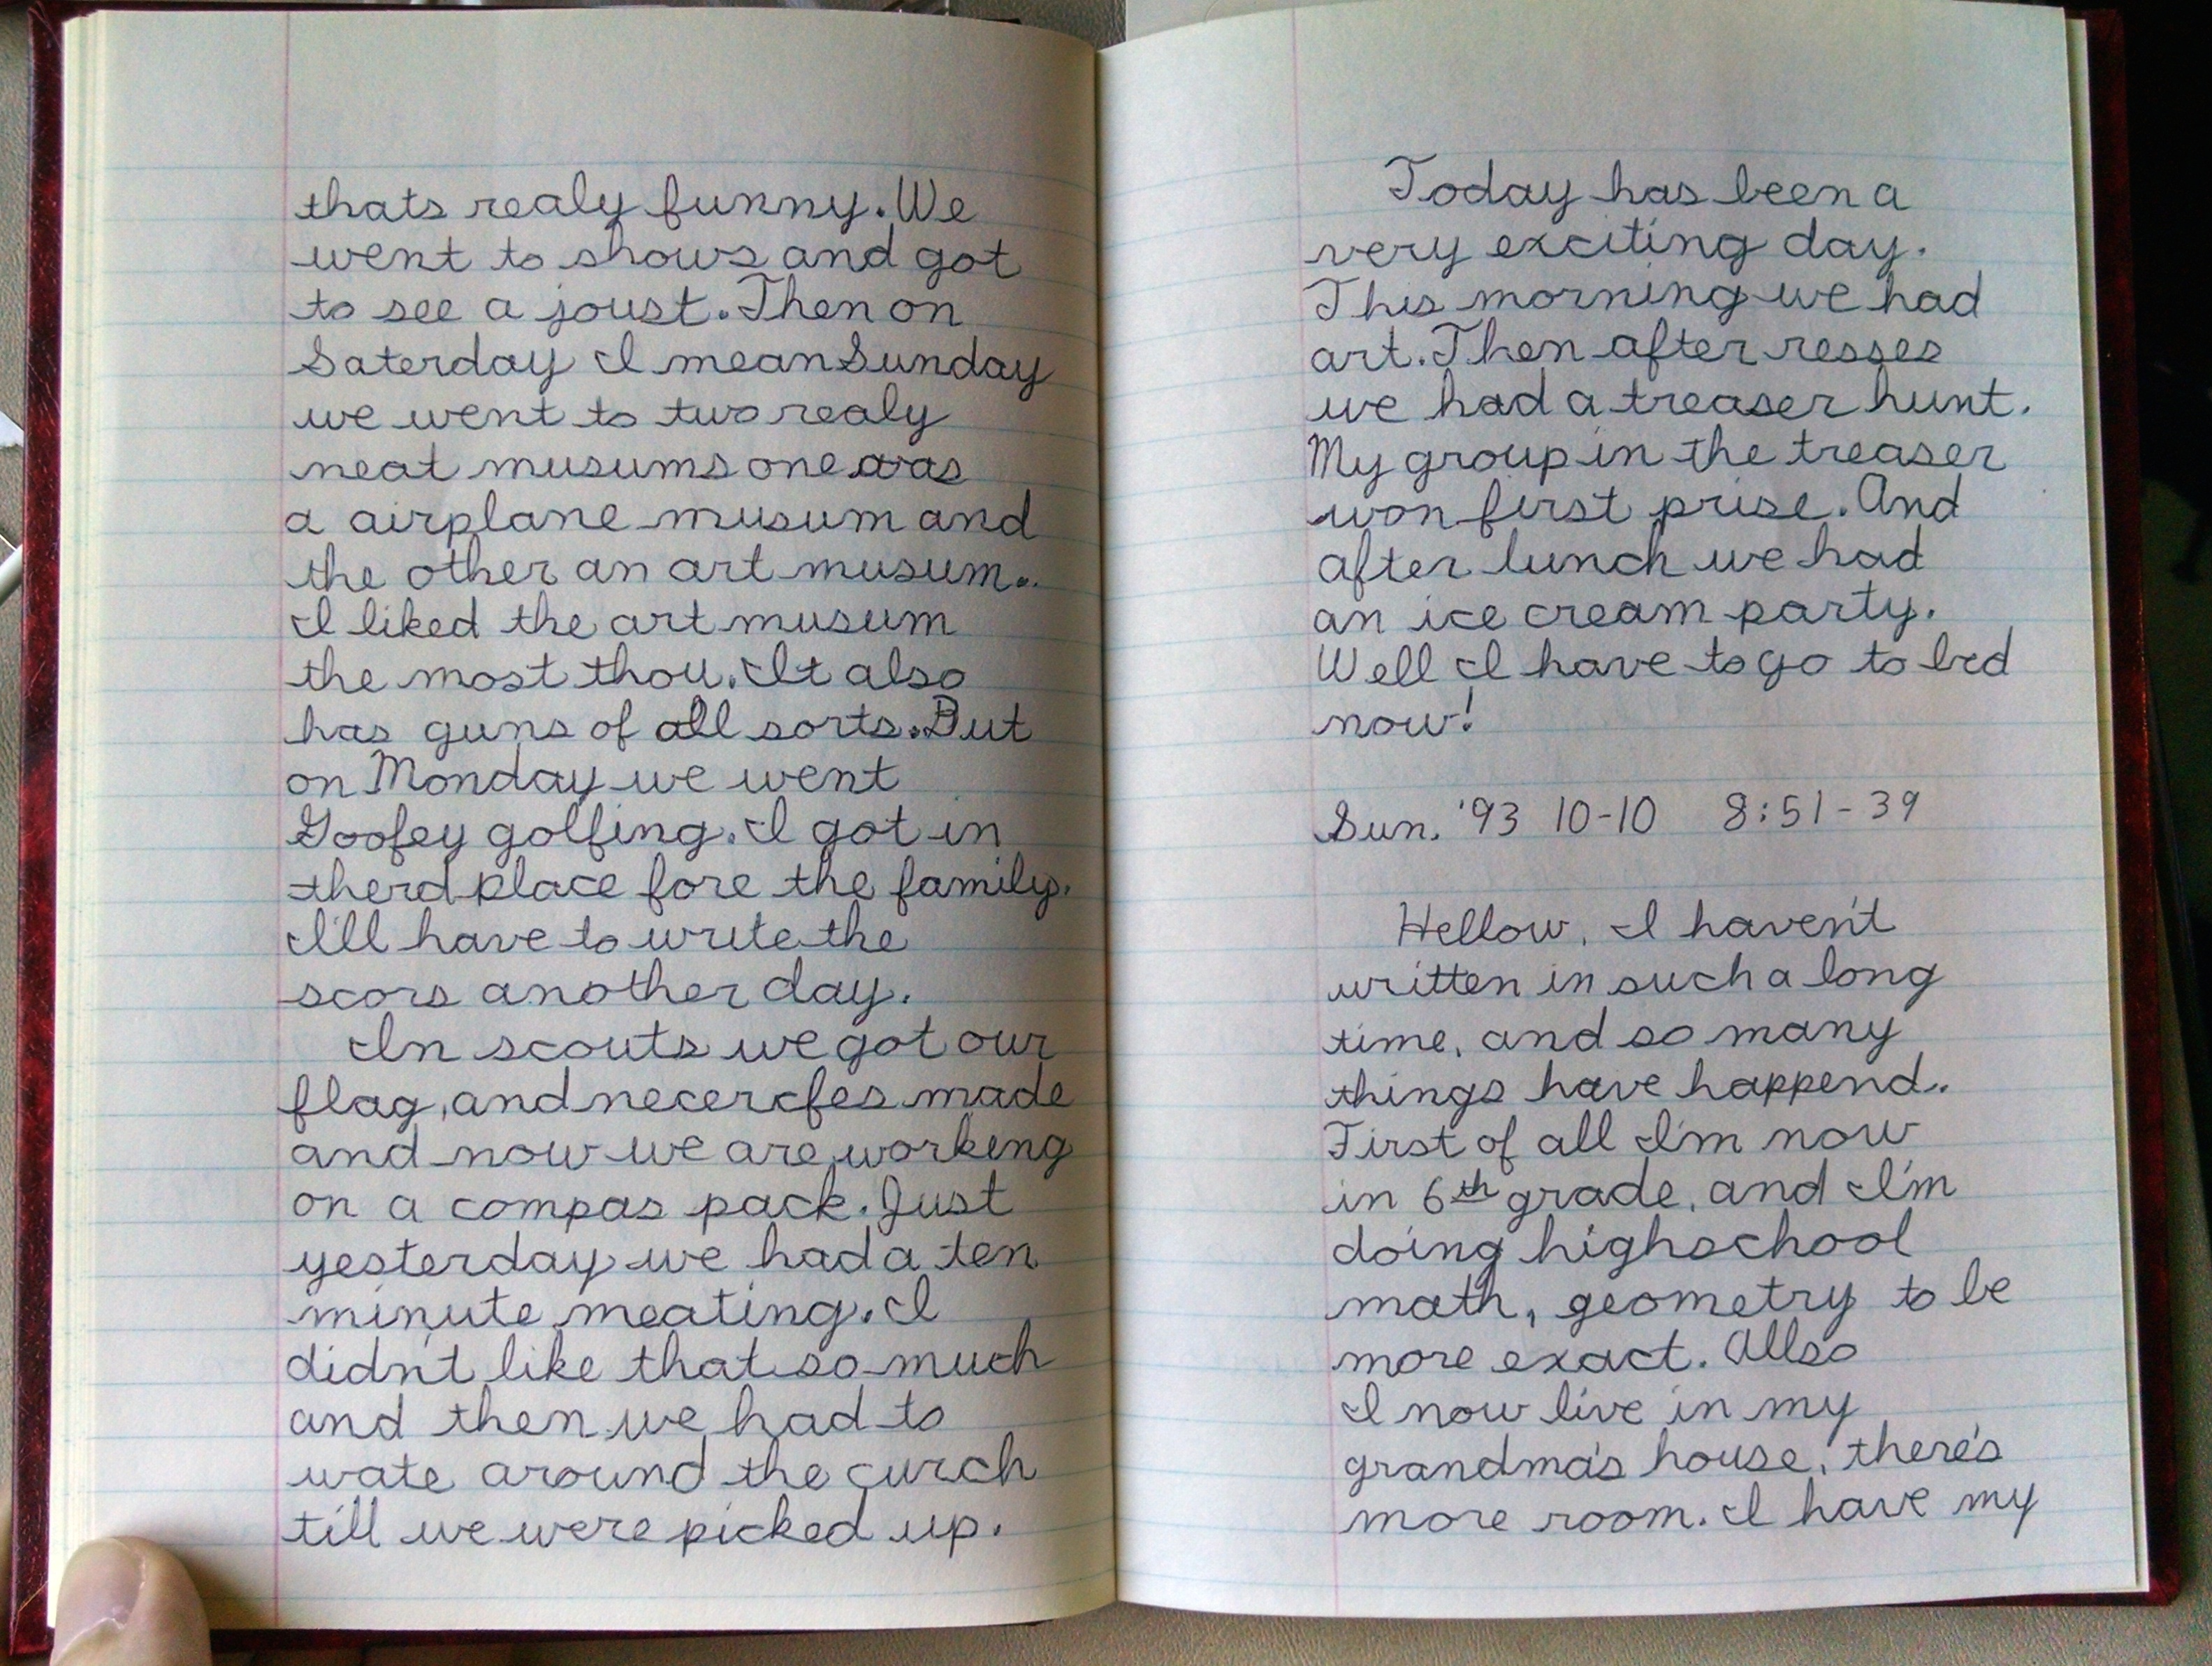 thats realy funny. We
went to shows and got
to see a joust. Then on
Saterday I mean Sunday
we went to two realy
neat musums one was
a airplane musum and
the other an art musum..
I liked the art musum
the most thou. It also
has guns of all sorts. But
on Monday we went
Goofey golfing. I got in
therd place fore the family.
I'll have to write the
scors another day.
In scouts we got our
flag, and necercfes made
and now we are working
on a compas pack. Just
yesterday we had a ten
minute meating. I
didn't like that so much
and then we had to
wate around the curch
till we were picked up.
Today has been a
very exciting day.
This morning we had
art. Then after resses
we had a treaser hunt.
My group in the treaser
won first prise. And
after lunch we had
an ice cream party.
Well I have to go to bed
now!
Sun. '93 10-10 8:51-39
Hellow, I haven't
written in such a long
time, and so many
things have happend..
First of all I'm now
in 6th grade, and I'm
doing highschool
math, geometry to be
more exact. Allso
I now live in my
grandma's house, there's
more room. I have my